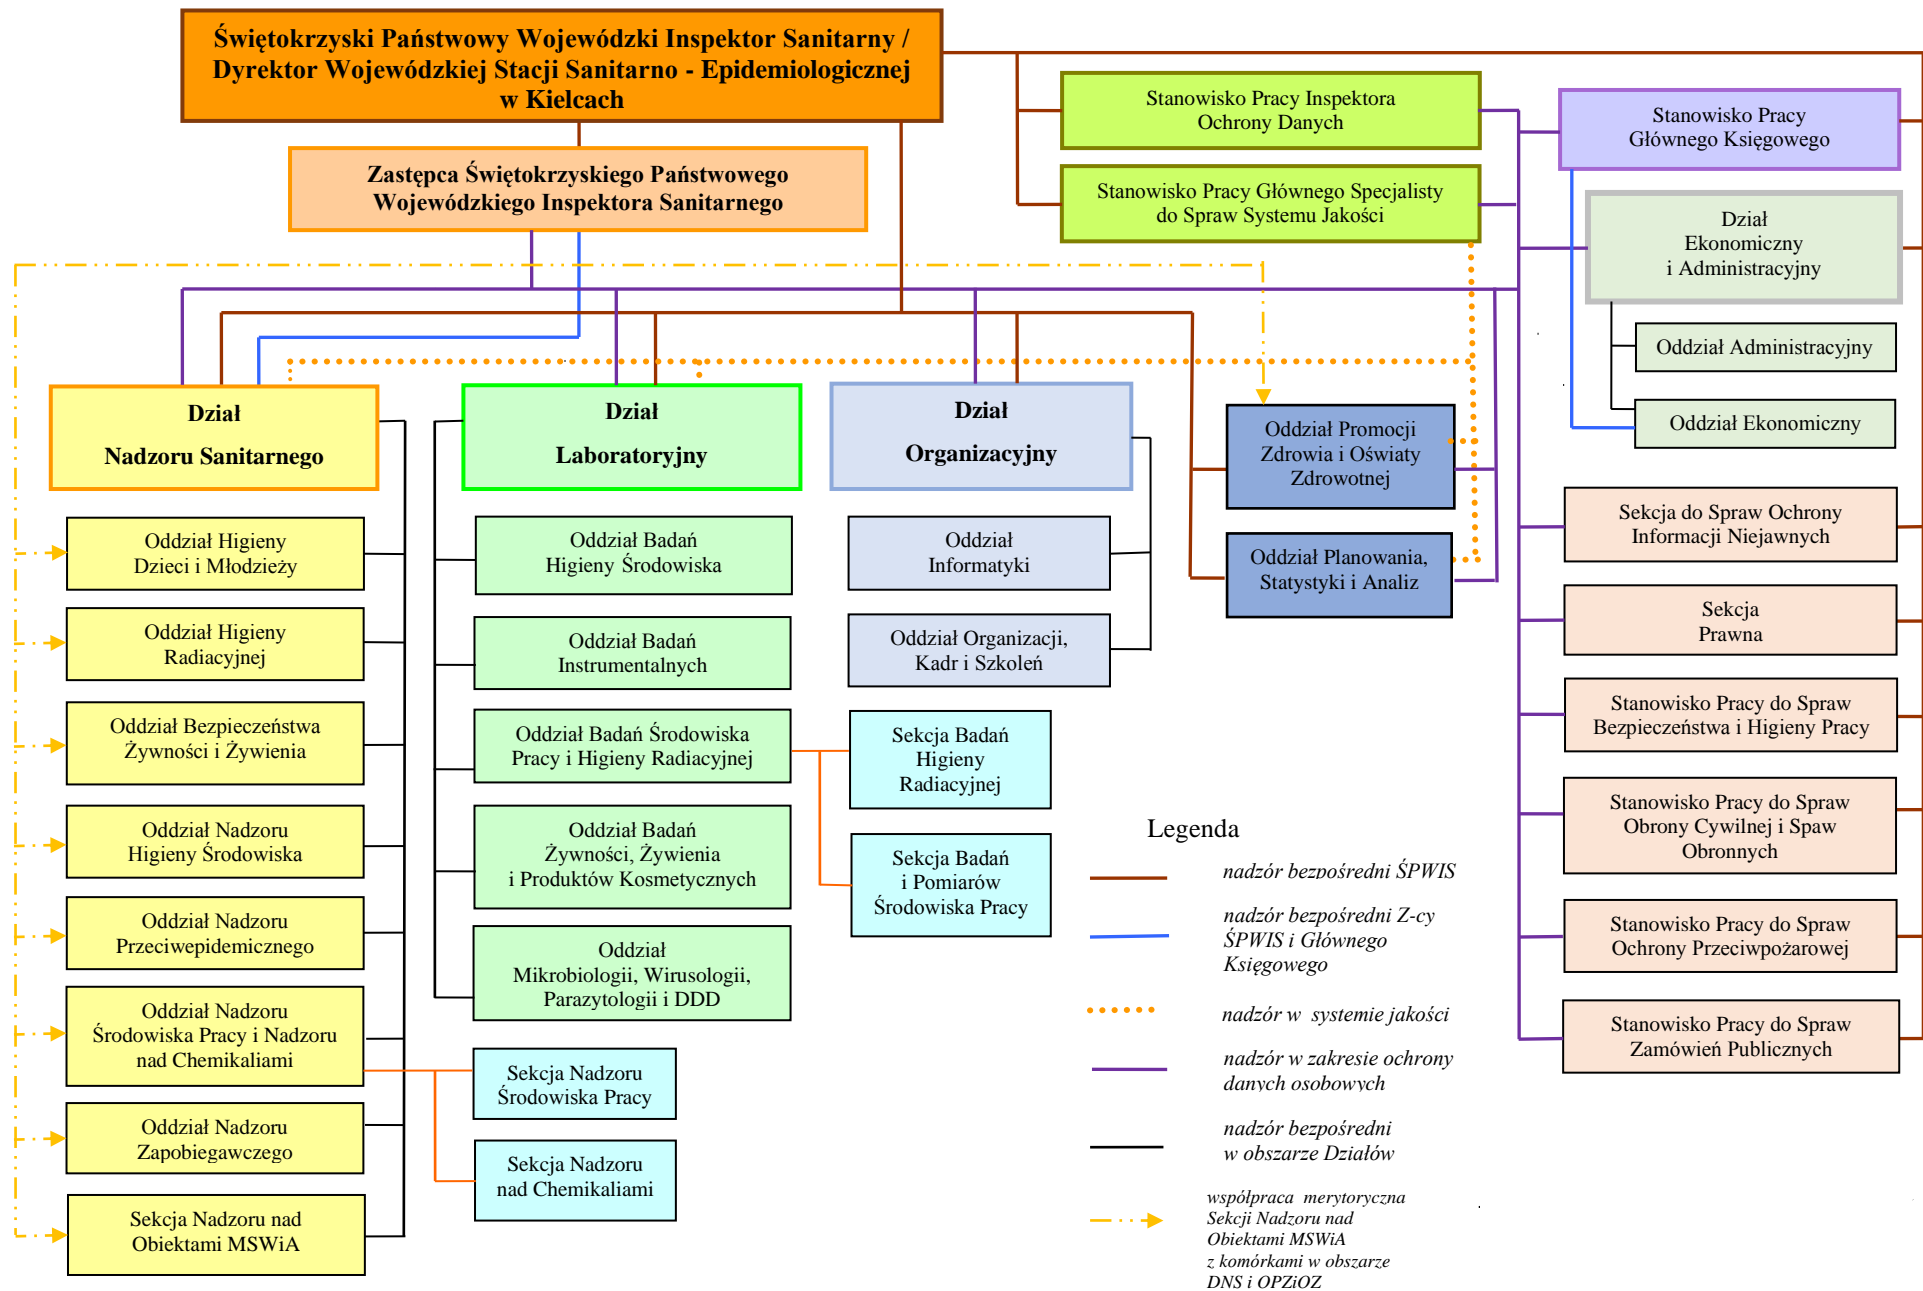 Świętokrzyski Państwowy Wojewódzki Inspektor Sanitarny /
Dyrektor Wojewódzkiej Stacji Sanitarno - Epidemiologicznej
w Kielcach
Zastępca Świętokrzyskiego Państwowego
Wojewódzkiego Inspektora Sanitarnego
Stanowisko Pracy Inspektora
Ochrony Danych
Stanowisko Pracy Głównego Specjalisty
do Spraw Systemu Jakości
Stanowisko Pracy
Głównego Księgowego
Dział
Ekonomiczny
i Administracyjny
Oddział Administracyjny
Oddział Ekonomiczny
Dział
Nadzoru Sanitarnego
Oddział Higieny
Dzieci i Młodzieży
Oddział Higieny
Radiacyjnej
Oddział Bezpieczeństwa
Żywności i Żywienia
Oddział Nadzoru
Higieny Środowiska
Oddział Nadzoru
Przeciwepidemicznego
Oddział Nadzoru
Środowiska Pracy i Nadzoru
nad Chemikaliami
Oddział Nadzoru
Zapobiegawczego
Sekcja Nadzoru nad
Obiektami MSWiA
Dział
Laboratoryjny
Oddział Badań
Higieny Środowiska
Oddział Badań
Instrumentalnych
Oddział Badań Środowiska
Pracy i Higieny Radiacyjnej
Oddział Badań
Żywności, Żywienia
i Produktów Kosmetycznych
Oddział
Mikrobiologii, Wirusologii,
Parazytologii i DDD
Sekcja Nadzoru
Środowiska Pracy
Sekcja Nadzoru
nad Chemikaliami
Dział
Organizacyjny
Oddział
Informatyki
Oddział Organizacji,
Kadr i Szkoleń
Sekcja Badań
Higieny
Radiacyjnej
Sekcja Badań
i Pomiarów
Środowiska Pracy
Oddział Promocji
Zdrowia i Oświaty
Zdrowotnej
Oddział Planowania,
Statystyki i Analiz
Sekcja do Spraw Ochrony
Informacji Niejawnych
Sekcja
Prawna
Stanowisko Pracy do Spraw
Bezpieczeństwa i Higieny Pracy
Stanowisko Pracy do Spraw
Obrony Cywilnej i Spaw
Obronnych
Stanowisko Pracy do Spraw
Ochrony Przeciwpożarowej
Stanowisko Pracy do Spraw
Zamówień Publicznych
Legenda
nadzór bezpośredni ŚPWIS
nadzór bezpośredni Z-cy
ŚPWIS i Głównego
Księgowego
nadzór w systemie jakości
nadzór w zakresie ochrony
danych osobowych
nadzór bezpośredni
w obszarze Działów
współpraca merytoryczna
Sekcji Nadzoru nad
Obiektami MSWiA
z komórkami w obszarze
DNS i OPZiOZ